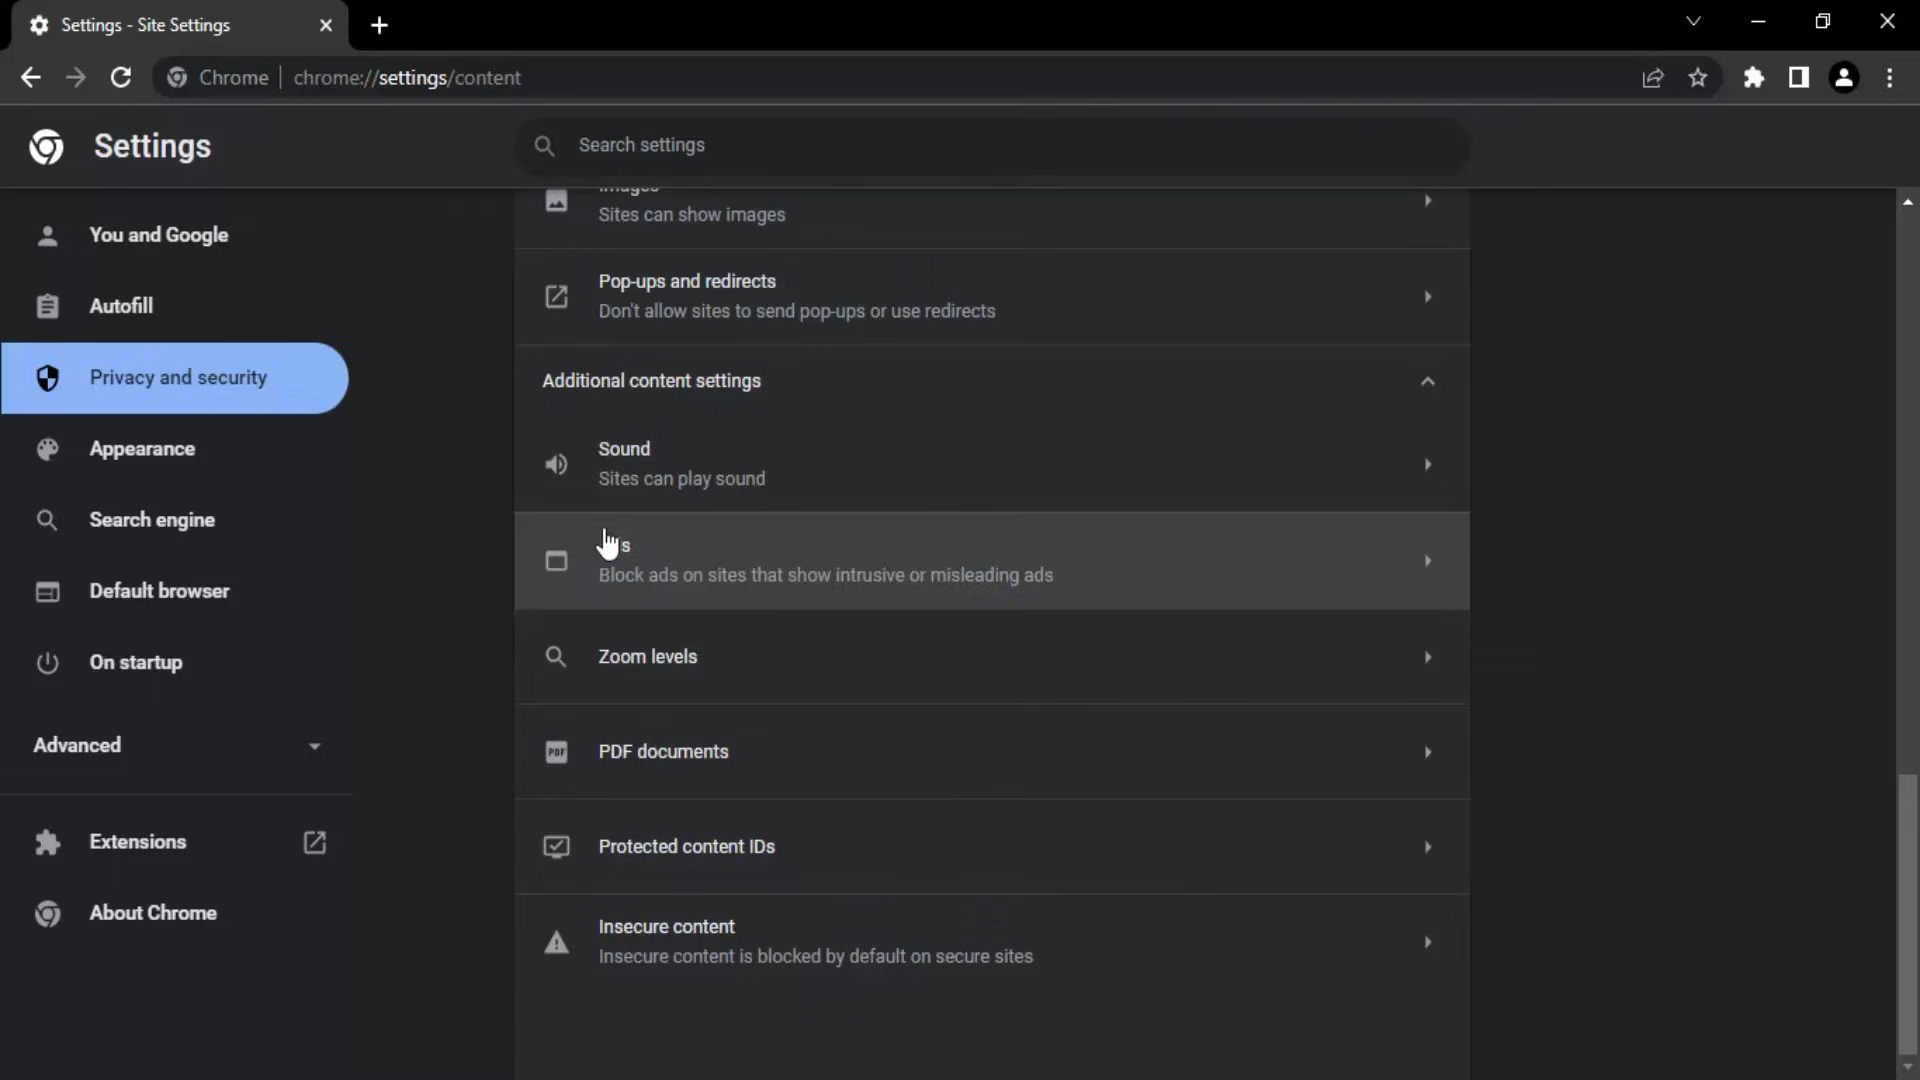 Settings - Site Settings
Chrome
chrome://settings/content
Settings
Search settings
You and Google
Autofill
Privacy and security
Appearance
Search engine
Default browser
On startup
Advanced
Extensions
About Chrome
Images
Sites can show images
Pop-ups and redirects
Don't allow sites to send pop-ups or use redirects
Additional content settings
Sound
Sites can play sound
Block ads on sites that show intrusive or misleading ads
Zoom levels
PDF
PDF documents
Protected content IDs
Insecure content
Insecure content is blocked by default on secure sites